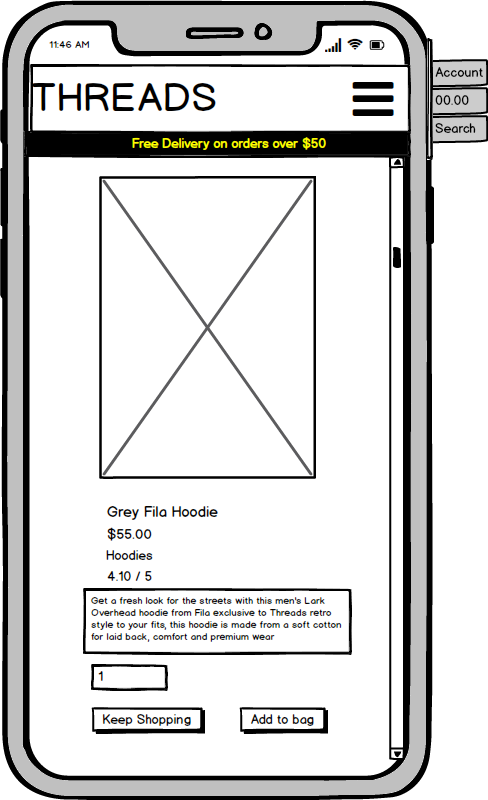 11:46 AM
Account
THREADS
00.00
Search
Free Delivery on orders over $50
Grey Fila Hoodie
$55.00
Hoodies
4.10 / 5
Get a fresh look for the streets with this men's Lark
Overhead hoodie from Fila exclusive to Threads retro
style to your fits, this hoodie is made from a soft cotton
for laid back, comfort and premium wear
1
Keep Shopping
Add to bag